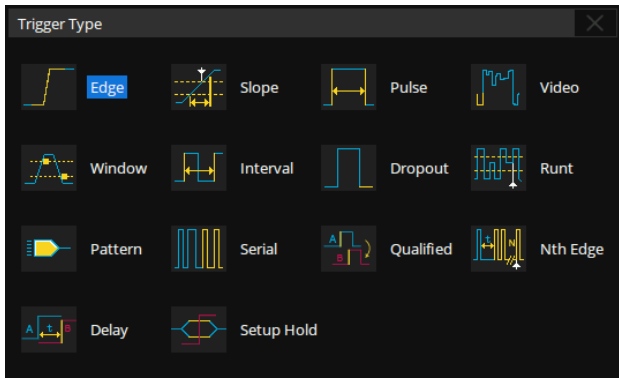 Trigger Type
Edge Slope Pulse Video
Window Interval Dropout Runt
Pattern Serial A B Qualified t N Nth Edge
A t B Delay Setup Hold